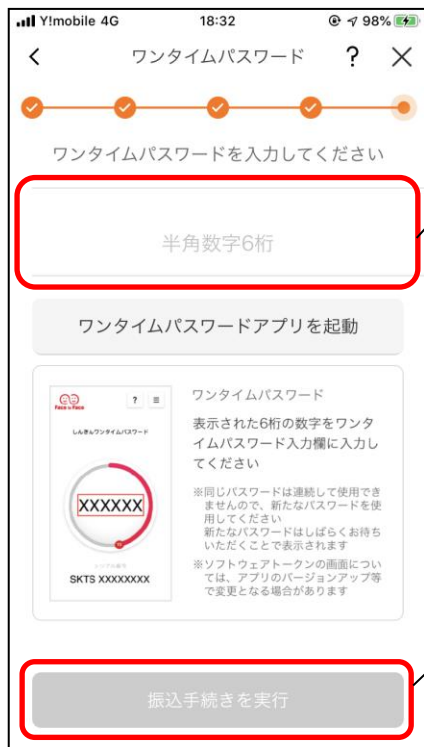 Y!mobile 4G 18:32 98%
ワンタイムパスワード ?
ワンタイムパスワードを入力してください
半角数字6桁
ワンタイムパスワードアプリを起動
Face to Face ?
しんきんワンタイムパスワード
XXXXXX
SKTS XXXXXXXX
ワンタイムパスワード
表示された6桁の数字をワンタ
イムパスワード入力欄に入力し
てください
※同じパスワードは連続して使用でき
ませんので、新たなパスワードを使
用してください
新たなパスワードはしばらくお待ち
いただくことで表示されます
※ソフトウェアトークンの画面につい
ては、アプリのバージョンアップ等
で変更となる場合があります
振込手続きを実行